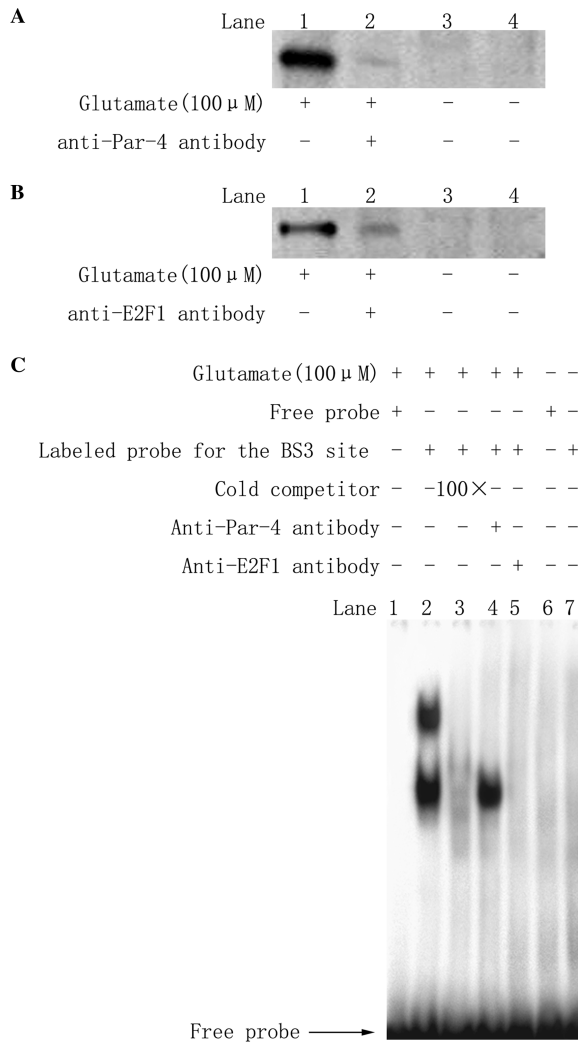 A
Lane 1 2 3 4
Glutamate(100μM) + + − −
anti-Par-4 antibody − + − −
B
Lane 1 2 3 4
Glutamate(100μM) + + − −
anti-E2F1 antibody − + − −
C
Glutamate(100μM) + + + + + − −
Free probe + − − − − + −
Labeled probe for the BS3 site − + + + + − +
Cold competitor − −100×− − − −
Anti-Par-4 antibody − − − + − − −
Anti-E2F1 antibody − − − − + − −
Lane 1 2 3 4 5 6 7
Free probe